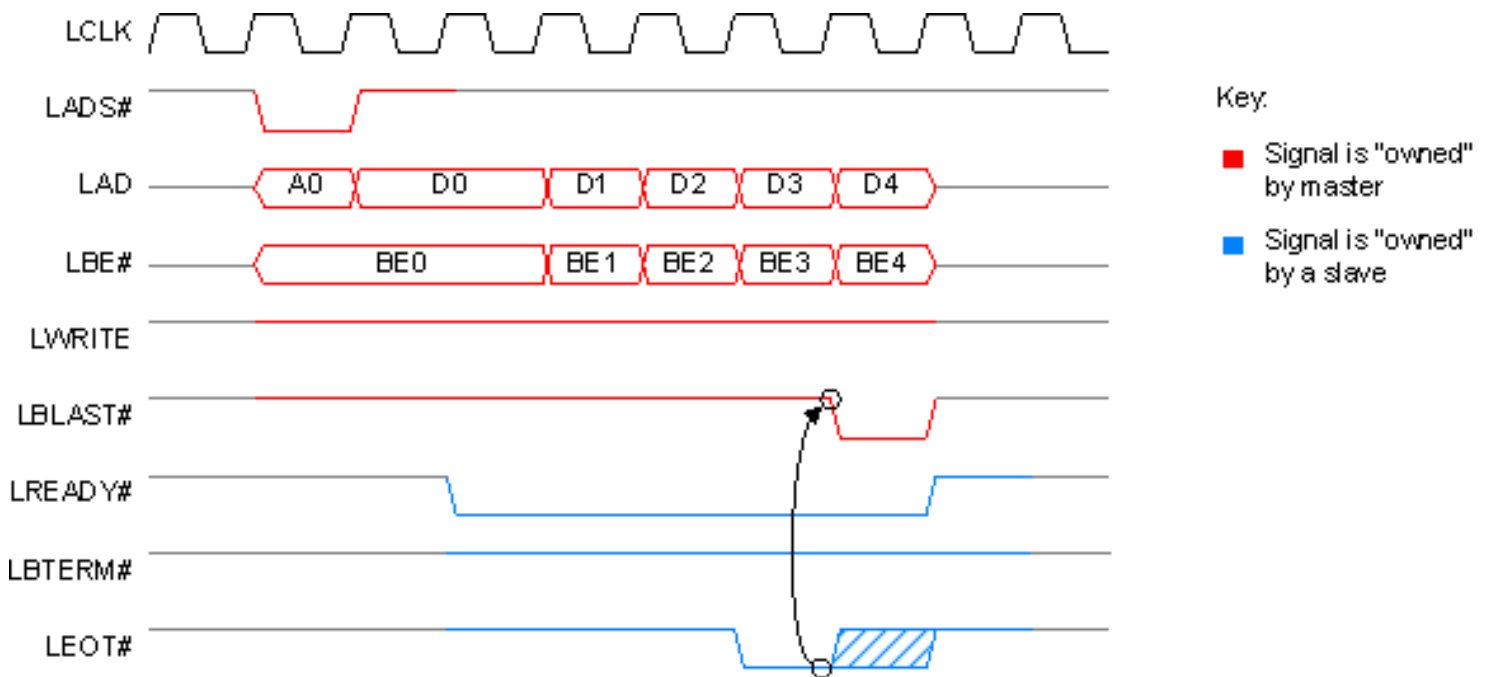 LCLK
LADS#
LAD A0 D0 D1 D2 D3 D4
LBE# BE0 BE1 BE2 BE3 BE4
LWRITE
LBLAST#
LREADY#
LBTERM#
LEOT#
Key:
Signal is "owned"
by master
Signal is "owned"
by a slave